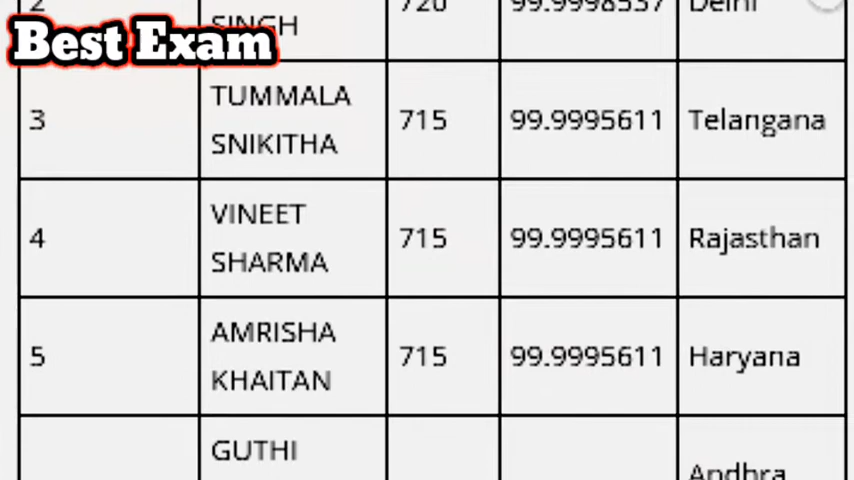 2
SINGH
720
99.9998537
Delhi
Best Exam
3
TUMMALA
SNIKITHA
715
99.9995611
Telangana
4
VINEET
SHARMA
715
99.9995611
Rajasthan
5
AMRISHA
KHAITAN
715
99.9995611
Haryana
GUTHI
Andhra